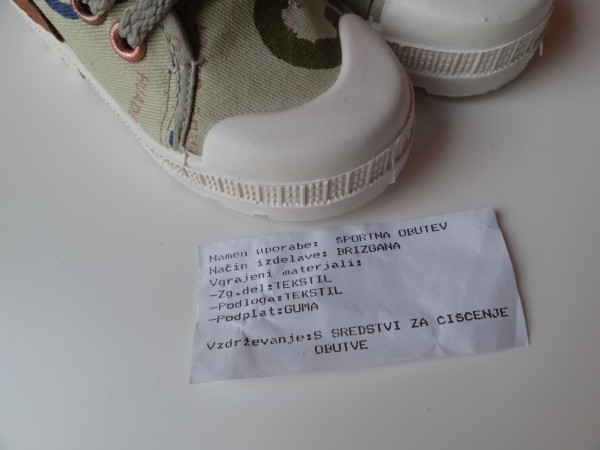 Namen uporabe: SPORTNA OBUTEV
Način izdelave: BRIZGANA
Vgrajeni materjali:
-Zg.del:TEKSTIL
-Podloga:TEKSTIL
-Podplat:GUMA
Vzdrževanje:S SREDSTVI ZA CISCENJE
OBUTVE